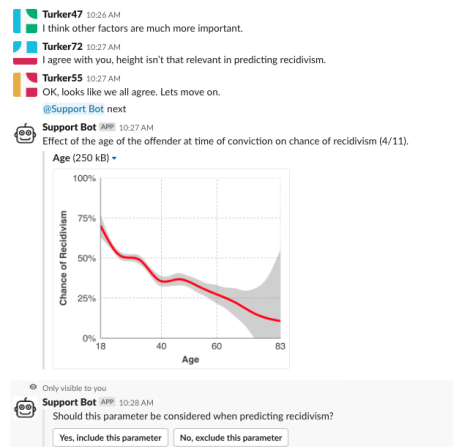 Turker47 10:26 AM
I think other factors are much more important.
Turker72 10:27 AM
I agree with you, height isn't that relevant in predicting recidivism.
Turker55 10:27 AM
OK, looks like we all agree. Lets move on.
@Support Bot next
Support Bot APP 10:27 AM
Effect of the age of the offender at time of conviction on chance of recidivism (4/11).
Age (250 kB)
100%
75%
50%
25%
0%
Chance of Recidivism
18 40 60 83
Age
Only visible to you
Support Bot APP 10:28 AM
Should this parameter be considered when predicting recidivism?
Yes, include this parameter No, exclude this parameter